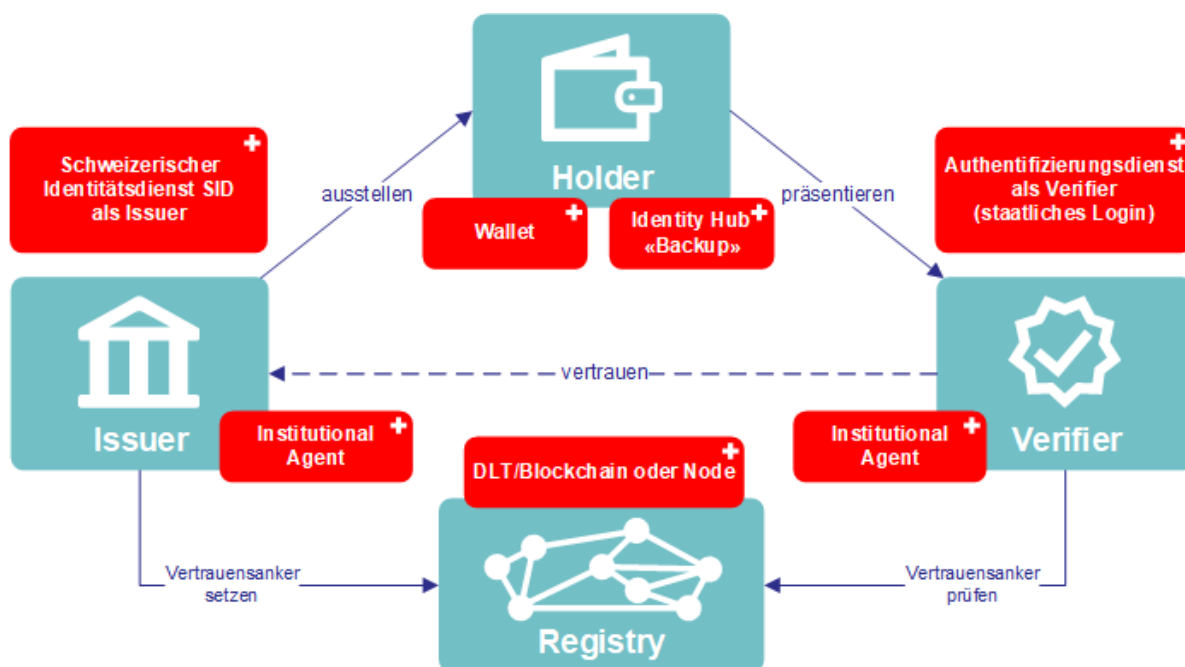 Holder
Schweizerischer
Identitätsdienst SID
als Issuer
ausstellen
präsentieren
Authentifizierungsdienst
als Verifier
(staatliches Login)
Wallet
Identity Hub
«Backup»
vertrauen
Issuer
Institutional
Agent
Institutional
Agent
Verifier
DLT/Blockchain oder Node
Vertrauensanker
setzen
Vertrauensanker
prüfen
Registry